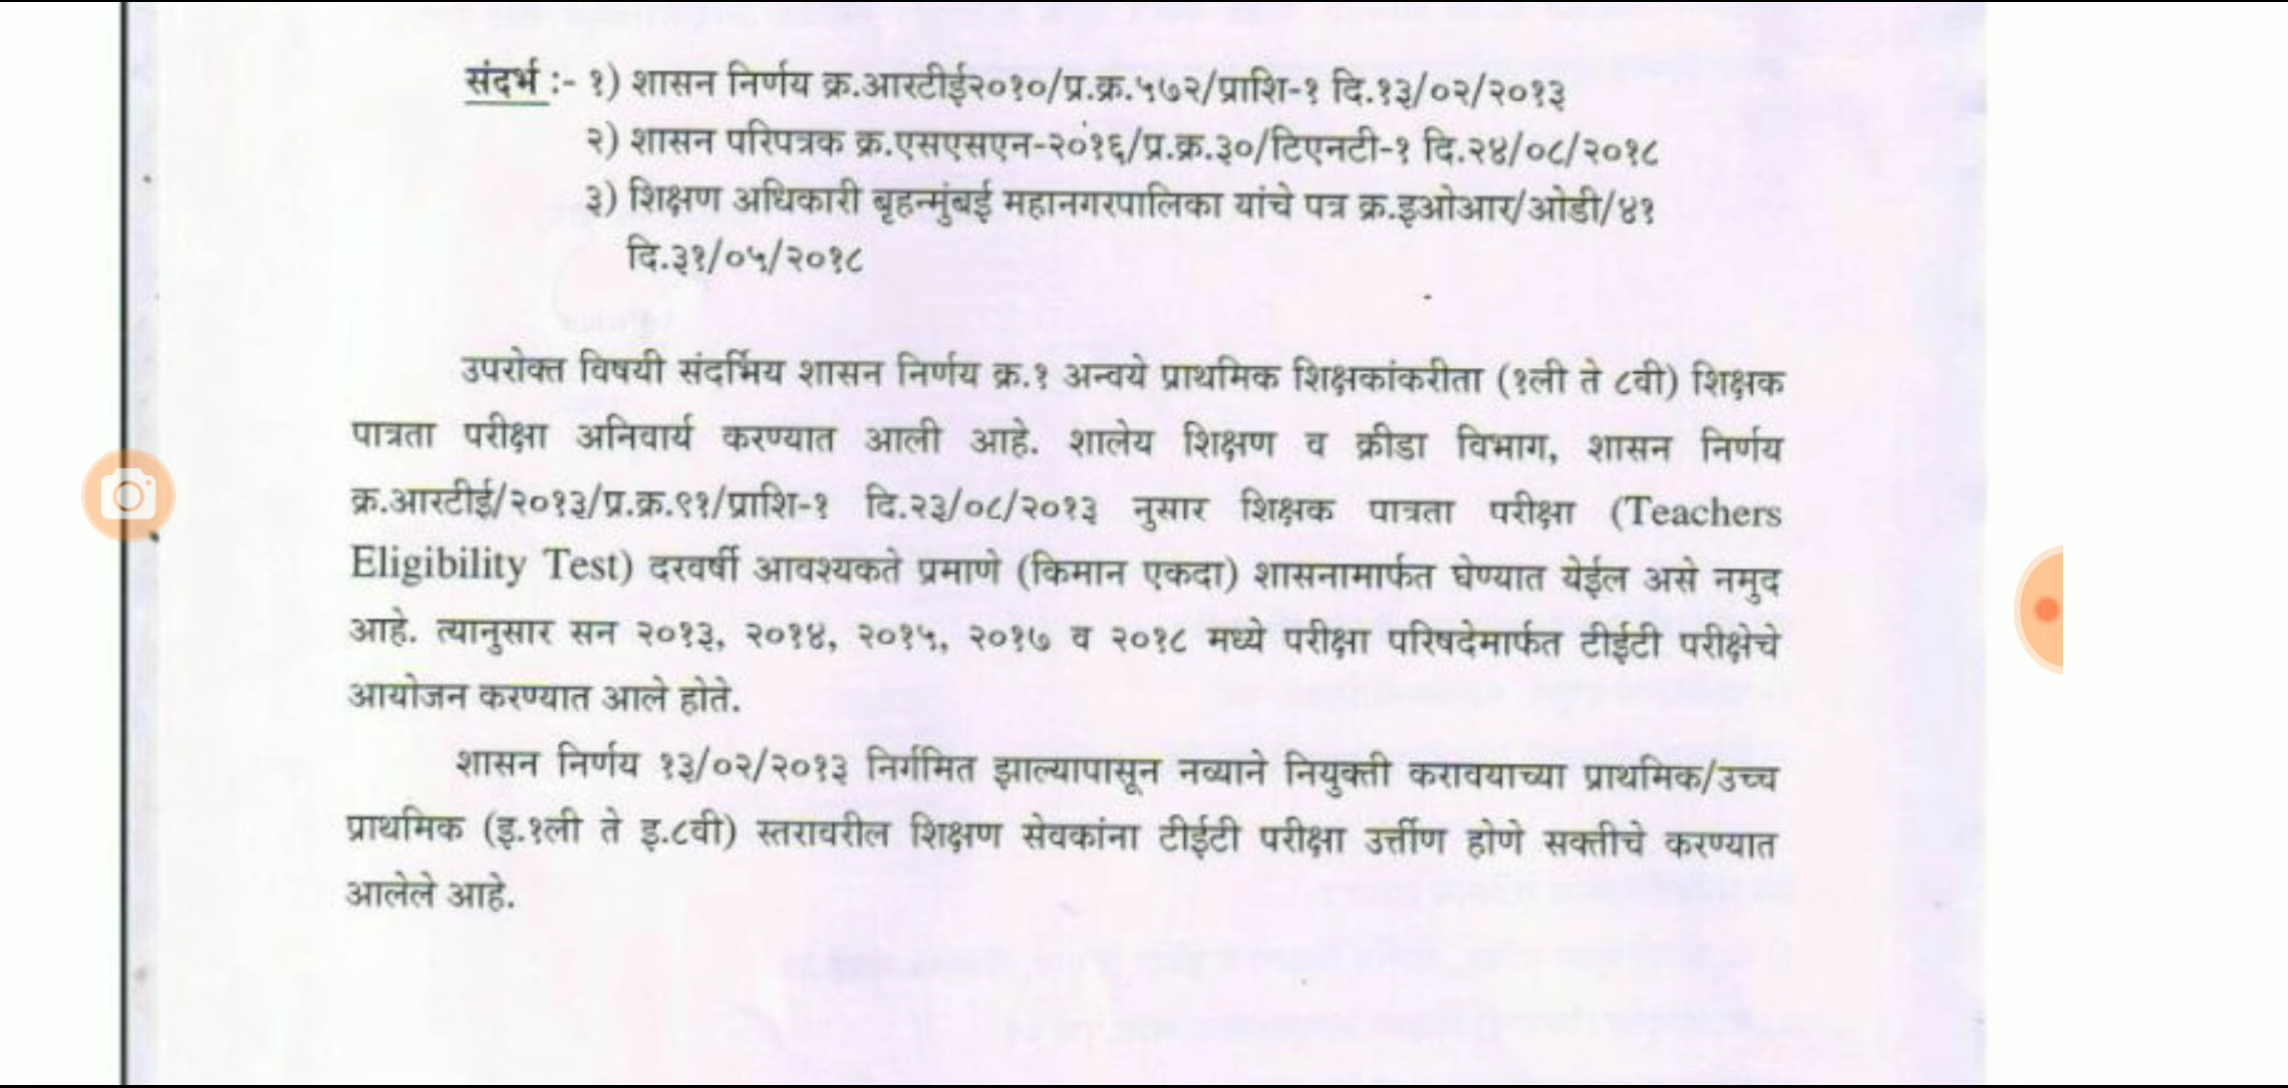 संदर्भ :- १) शासन निर्णय क्र.आरटीई२०१०/प्र.क्र.५७२/प्राशि-१ दि.१३/०२/२०१३
२) शासन परिपत्रक क्र.एसएसएन-२०१६/प्र.क्र.३०/टिएनटी-१ दि.२४/०८/२०१८
३) शिक्षण अधिकारी बृहन्मुंबई महानगरपालिका यांचे पत्र क्र.इओआर/ओडी/४१
दि.३१/०५/२०१८
उपरोक्त विषयी संदर्भिय शासन निर्णय क्र.१ अन्वये प्राथमिक शिक्षकांकरीता (१ली ते ८वी) शिक्षक
पात्रता परीक्षा अनिवार्य करण्यात आली आहे. शालेय शिक्षण व क्रीडा विभाग, शासन निर्णय
क्र.आरटीई/२०१३/प्र.क्र.९१/प्राशि-१ दि.२३/०८/२०१३ नुसार शिक्षक पात्रता परीक्षा (Teachers
Eligibility Test) दरवर्षी आवश्यकते प्रमाणे (किमान एकदा) शासनामार्फत घेण्यात येईल असे नमुद
आहे. त्यानुसार सन २०१३, २०१४, २०१५, २०१७ व २०१८ मध्ये परीक्षा परिषदेमार्फत टीईटी परीक्षेचे
आयोजन करण्यात आले होते.
शासन निर्णय १३/०२/२०१३ निर्गमित झाल्यापासून नव्याने नियुक्ती करावयाच्या प्राथमिक/उच्च
प्राथमिक (इ.१ली ते इ.८वी) स्तरावरील शिक्षण सेवकांना टीईटी परीक्षा उर्त्तीण होणे सक्तीचे करण्यात
आलेले आहे.